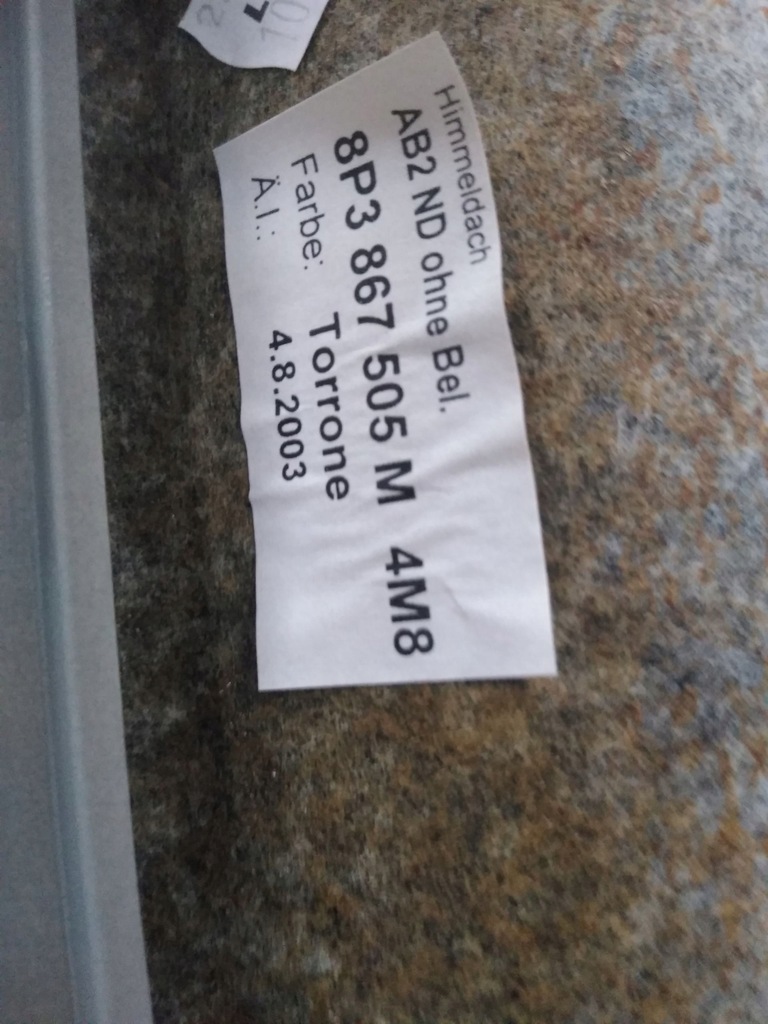 Himmeldach
AB2 ND ohne Bel.
8P3 867 505 M 4M8
Farbe: Torrone
Ä.I.: 4.8.2003